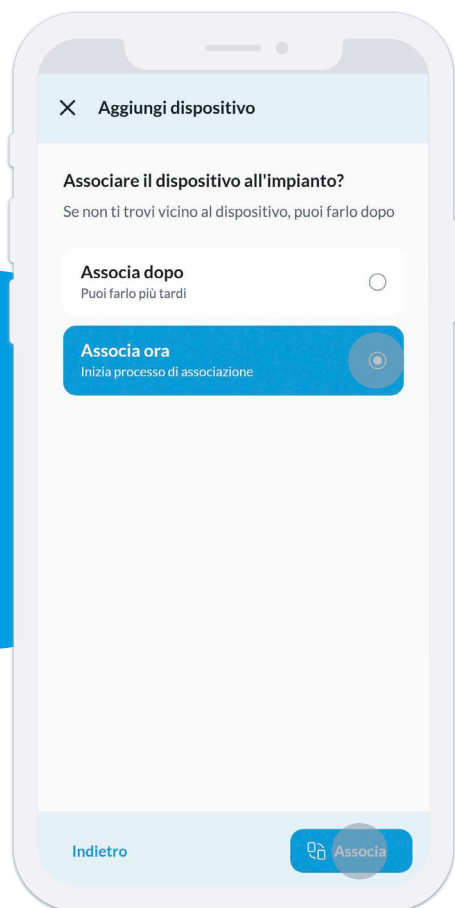 Aggiungi dispositivo
Associare il dispositivo all'impianto?
Se non ti trovi vicino al dispositivo, puoi farlo dopo
Associa dopo
Puoi farlo più tardi
Associa ora
Inizia processo di associazione
Indietro
Associa